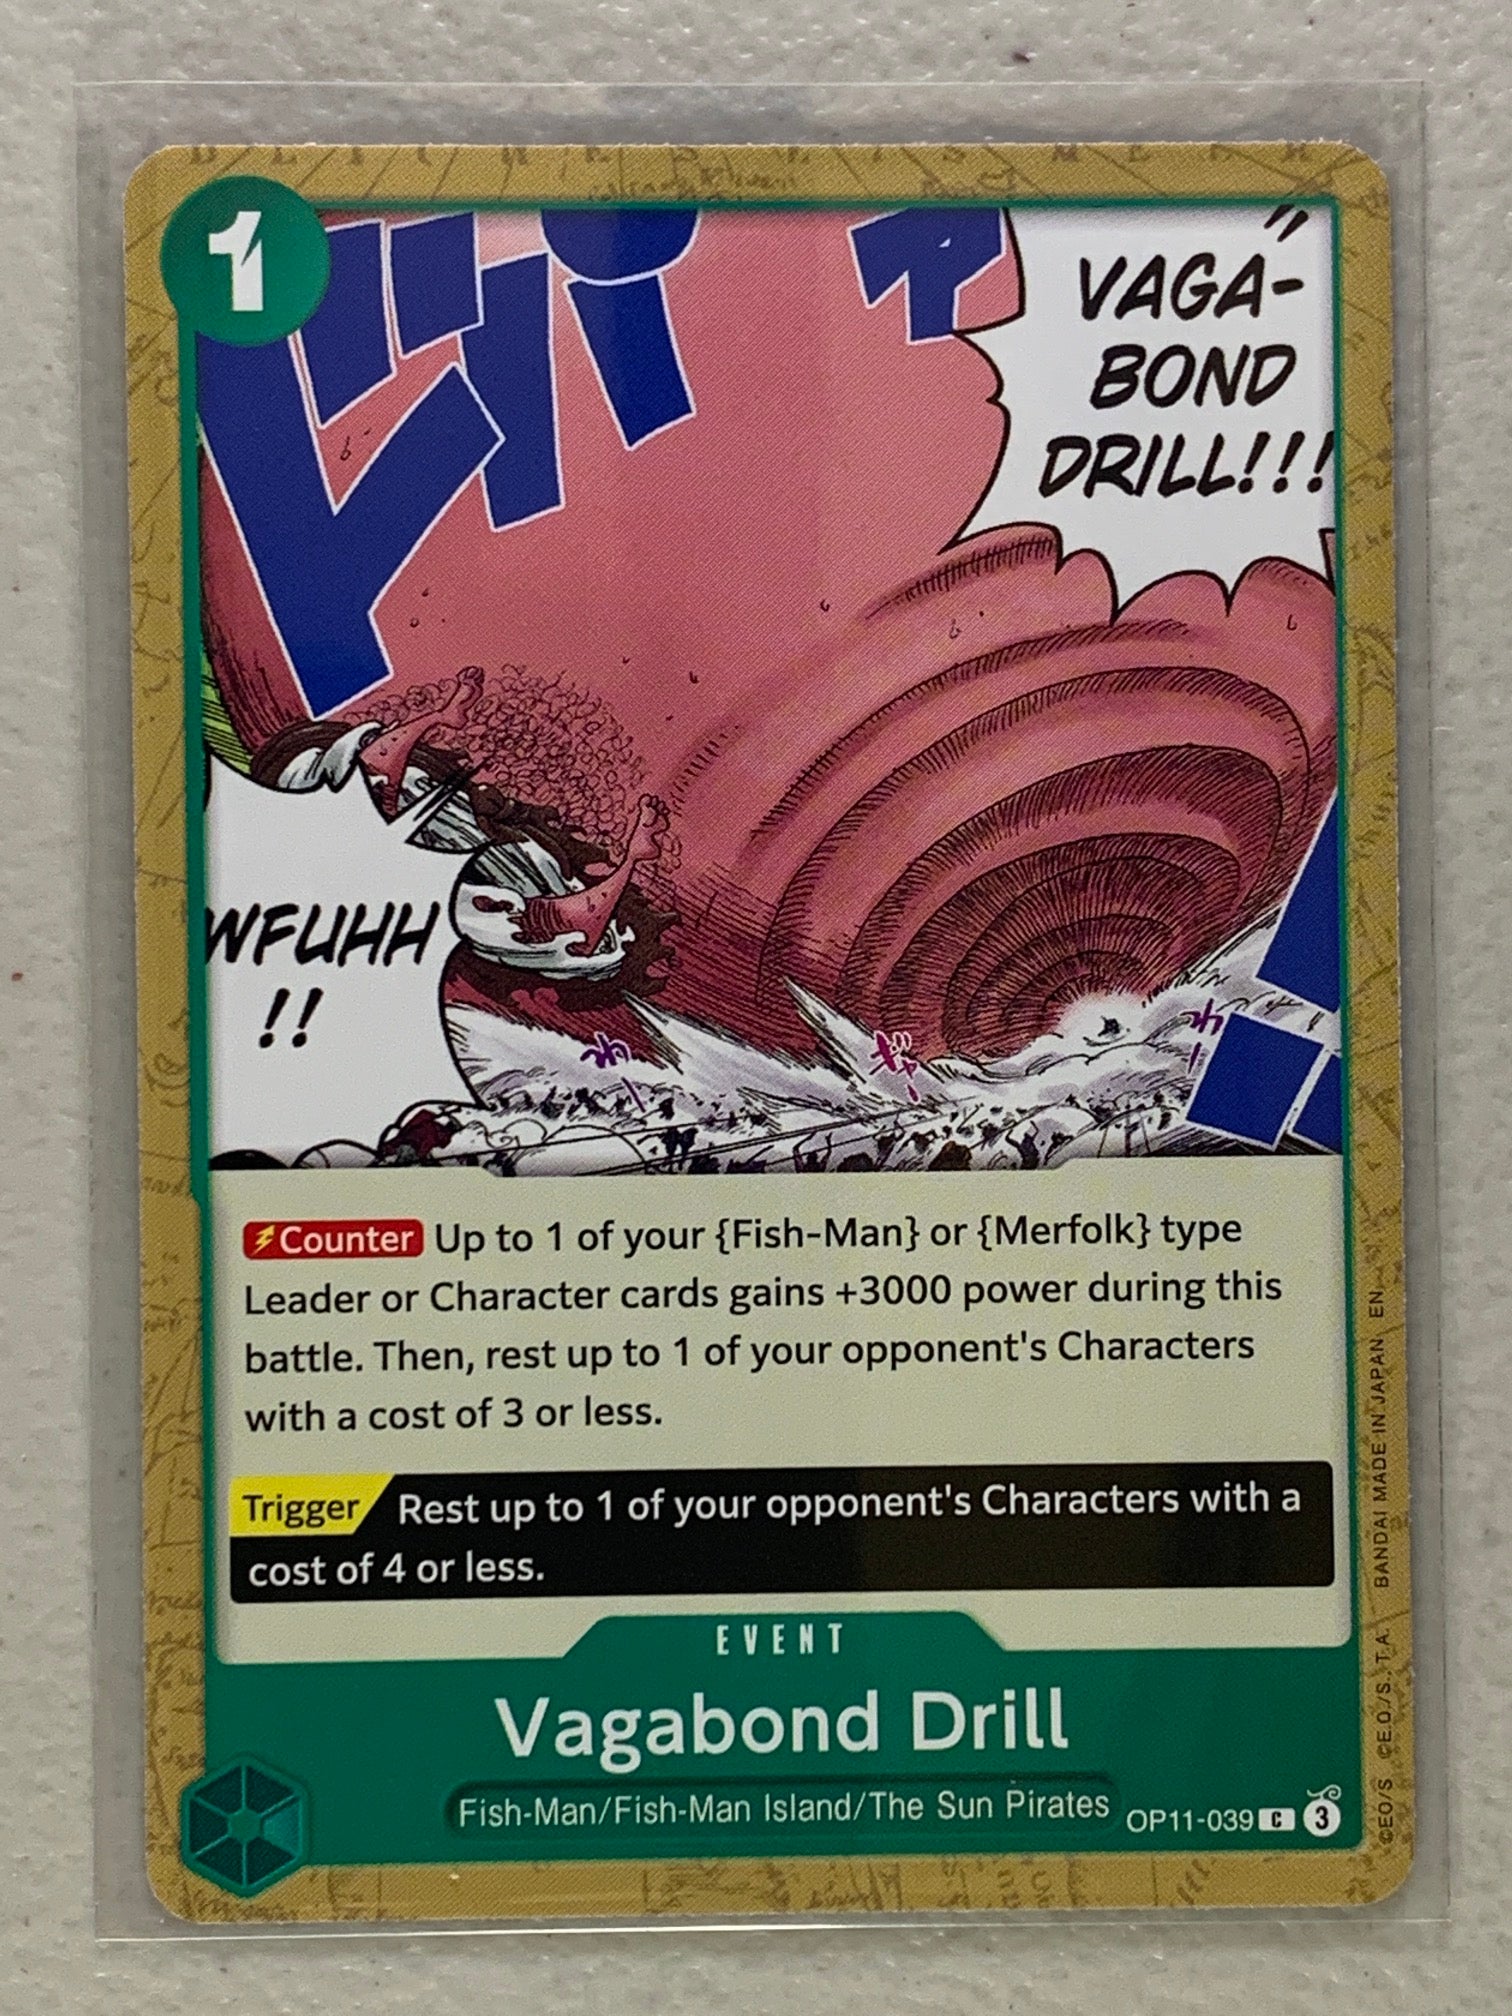 1
VAGA-
BOND
DRILL!!!
WFUHH
!!
Counter Up to 1 of your {Fish-Man} or {Merfolk} type
Leader or Character cards gains +3000 power during this
battle. Then, rest up to 1 of your opponent's Characters
with a cost of 3 or less.
Trigger Rest up to 1 of your opponent's Characters with a
cost of 4 or less.
EVENT
Vagabond Drill
Fish-Man/Fish-Man Island/The Sun Pirates
OP11-039 C 3
©EO/S ©E.O./S.,T.A. BANDAI MADE IN JAPAN EN